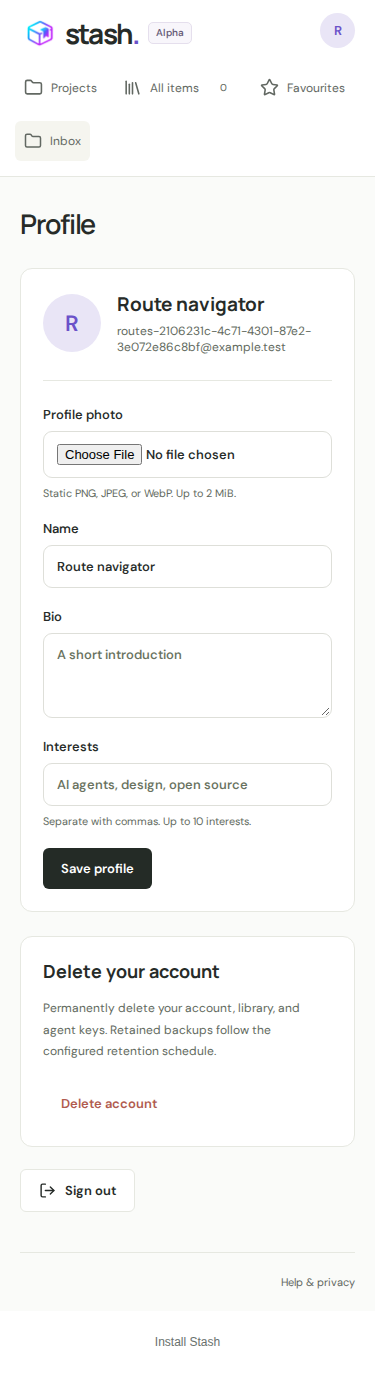 stash.
Alpha
R
Projects
All items
0
Favourites
Inbox
Profile
R
Route navigator
routes-2106231c-4c71-4301-87e2-
3e072e86c8bf@example.test
Profile photo
Choose File No file chosen
Static PNG, JPEG, or WebP. Up to 2 MiB.
Name
Route navigator
Bio
A short introduction
Interests
AI agents, design, open source
Separate with commas. Up to 10 interests.
Save profile
Delete your account
Permanently delete your account, library, and
agent keys. Retained backups follow the
configured retention schedule.
Delete account
Sign out
Help & privacy
Install Stash